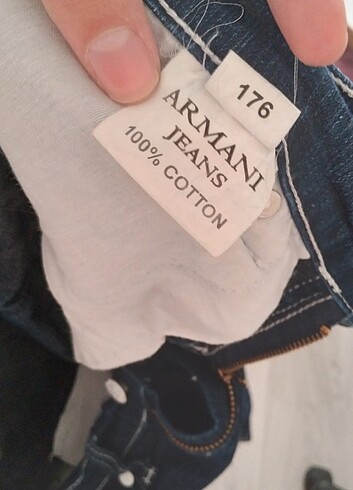 176
ARMANI
JEANS
100% COTTON